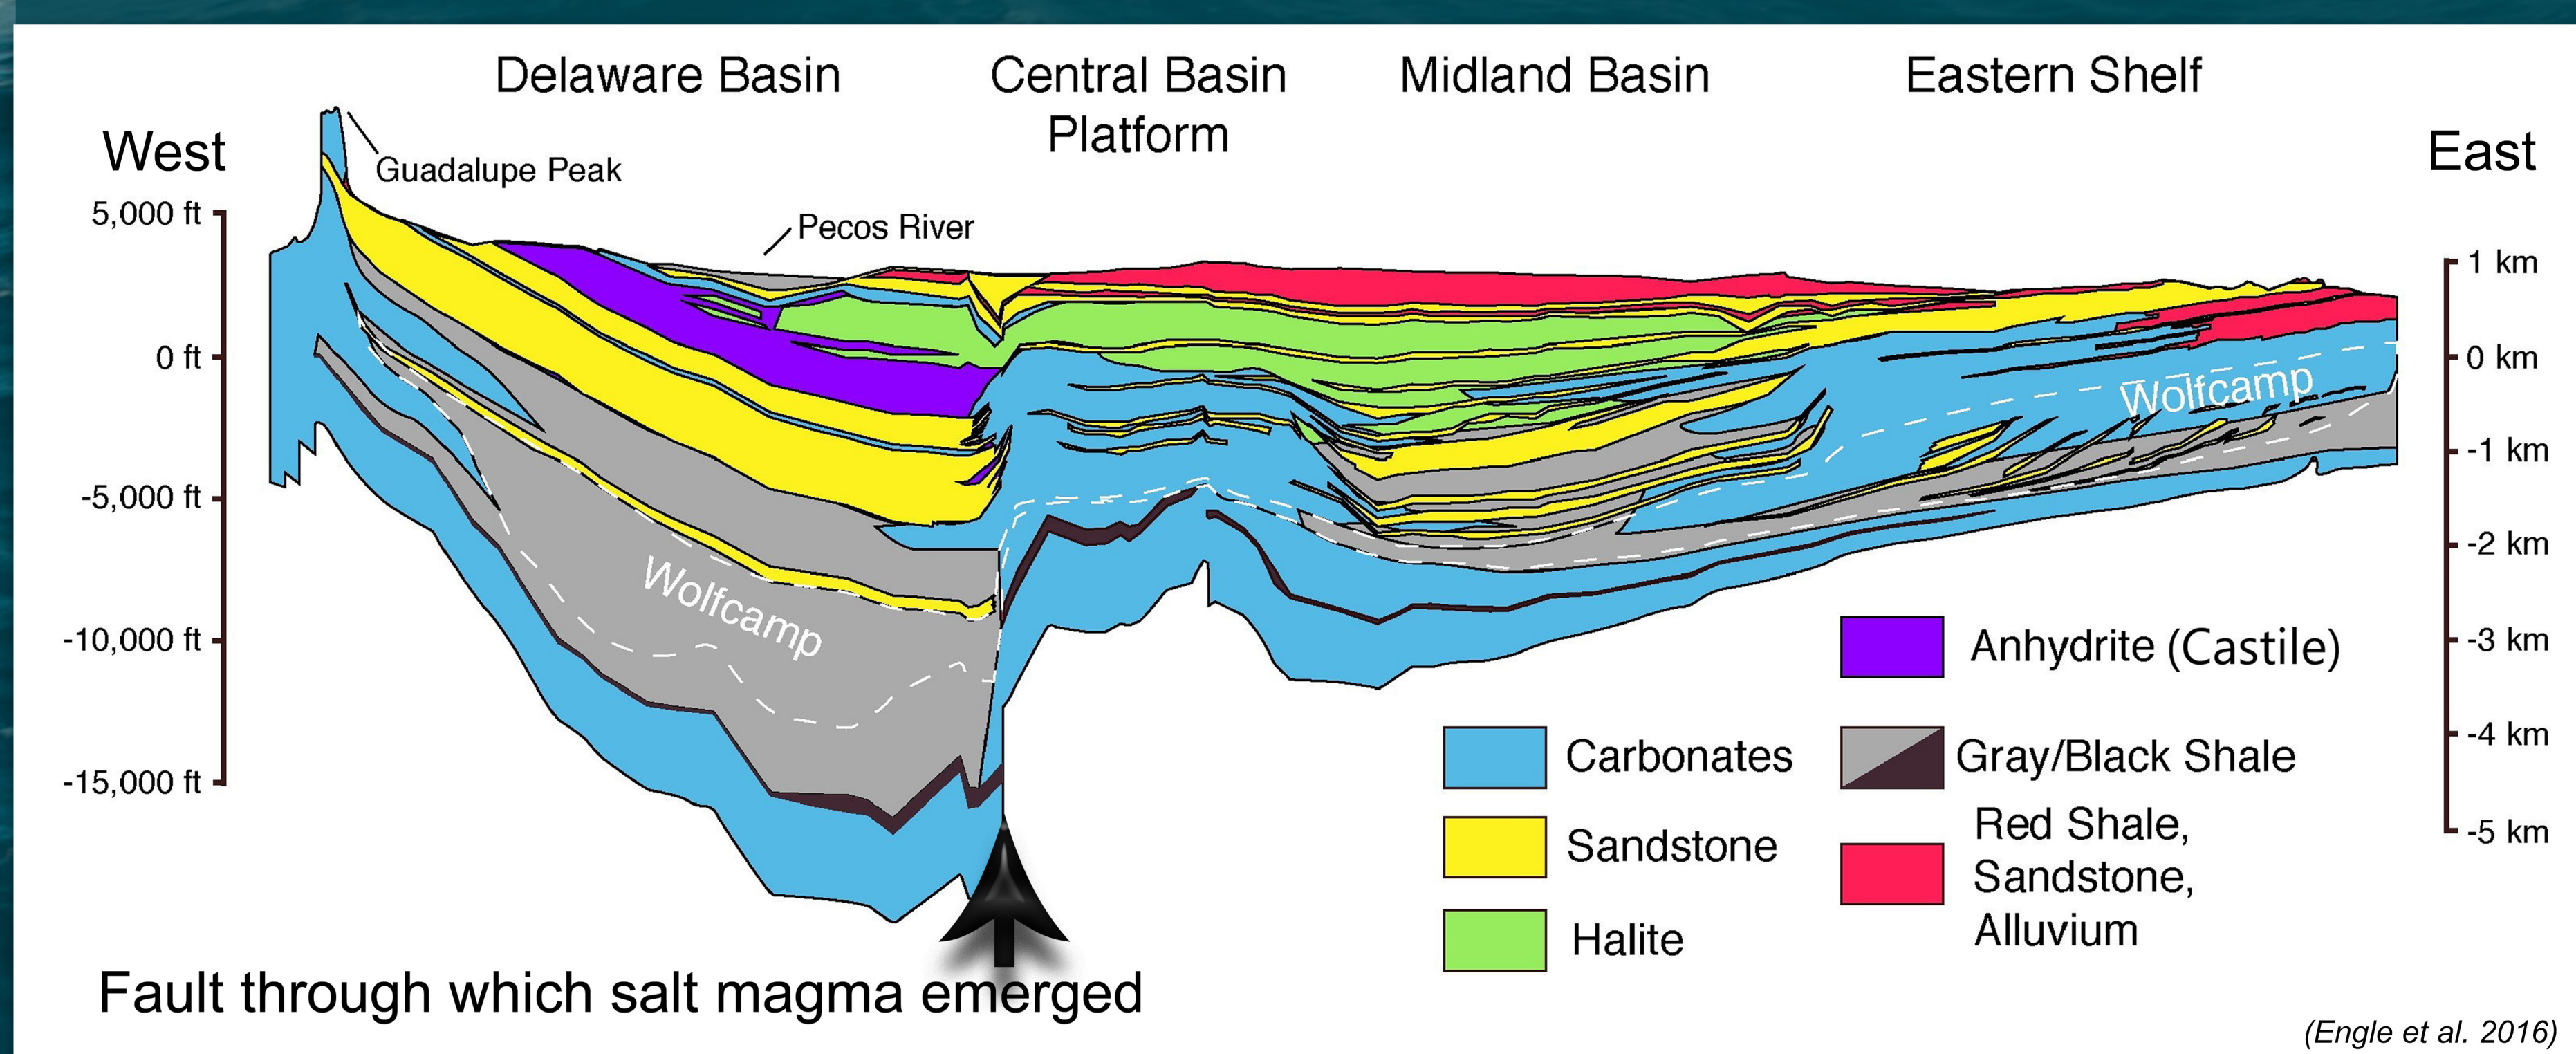 Delaware Basin
Central Basin
Platform
Midland Basin
Eastern Shelf
West
East
Guadalupe Peak
Pecos River
5,000 ft
0 ft
-5,000 ft
-10,000 ft
-15,000 ft
1 km
0 km
-1 km
-2 km
-3 km
-4 km
-5 km
Wolfcamp
Wolfcamp
Carbonates
Sandstone
Halite
Anhydrite (Castile)
Gray/Black Shale
Red Shale,
Sandstone,
Alluvium
Fault through which salt magma emerged
(Engle et al. 2016)